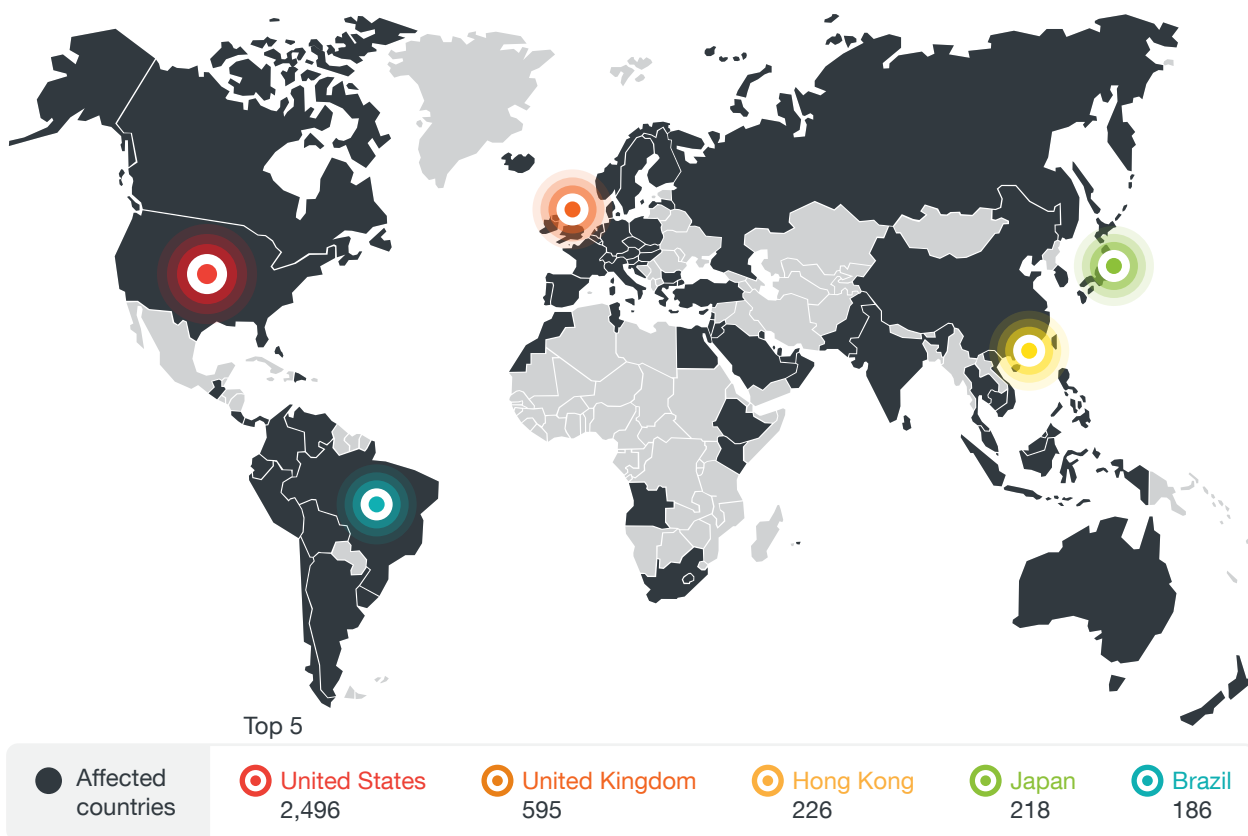 Top 5
Affected
countries
United States
2,496
United Kingdom
595
Hong Kong
226
Japan
218
Brazil
186